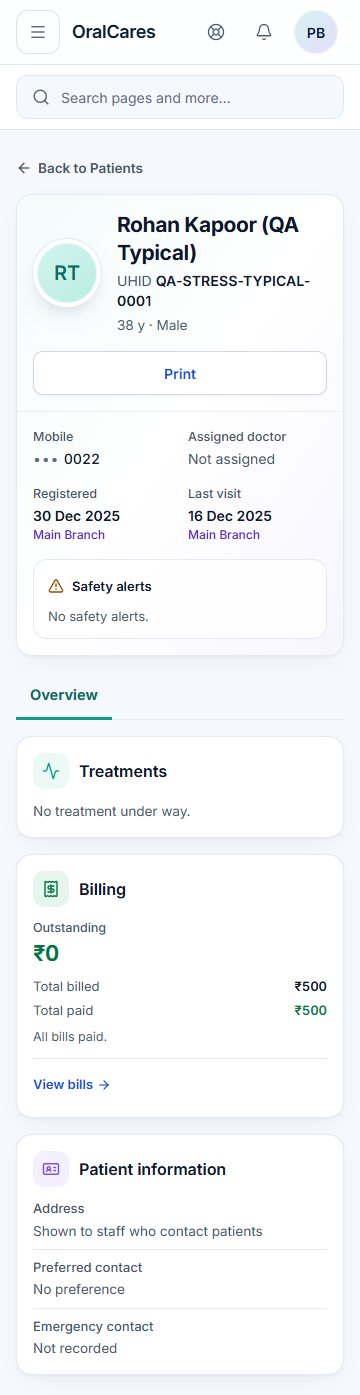 OralCares
PB
Search pages and more...
Back to Patients
RT
Rohan Kapoor (QA
Typical)
UHID QA-STRESS-TYPICAL-
0001
38 y · Male
Print
Mobile
••• 0022
Assigned doctor
Not assigned
Registered
30 Dec 2025
Main Branch
Last visit
16 Dec 2025
Main Branch
Safety alerts
No safety alerts.
Overview
Treatments
No treatment under way.
Billing
Outstanding
₹0
Total billed ₹500
Total paid ₹500
All bills paid.
View bills →
Patient information
Address
Shown to staff who contact patients
Preferred contact
No preference
Emergency contact
Not recorded